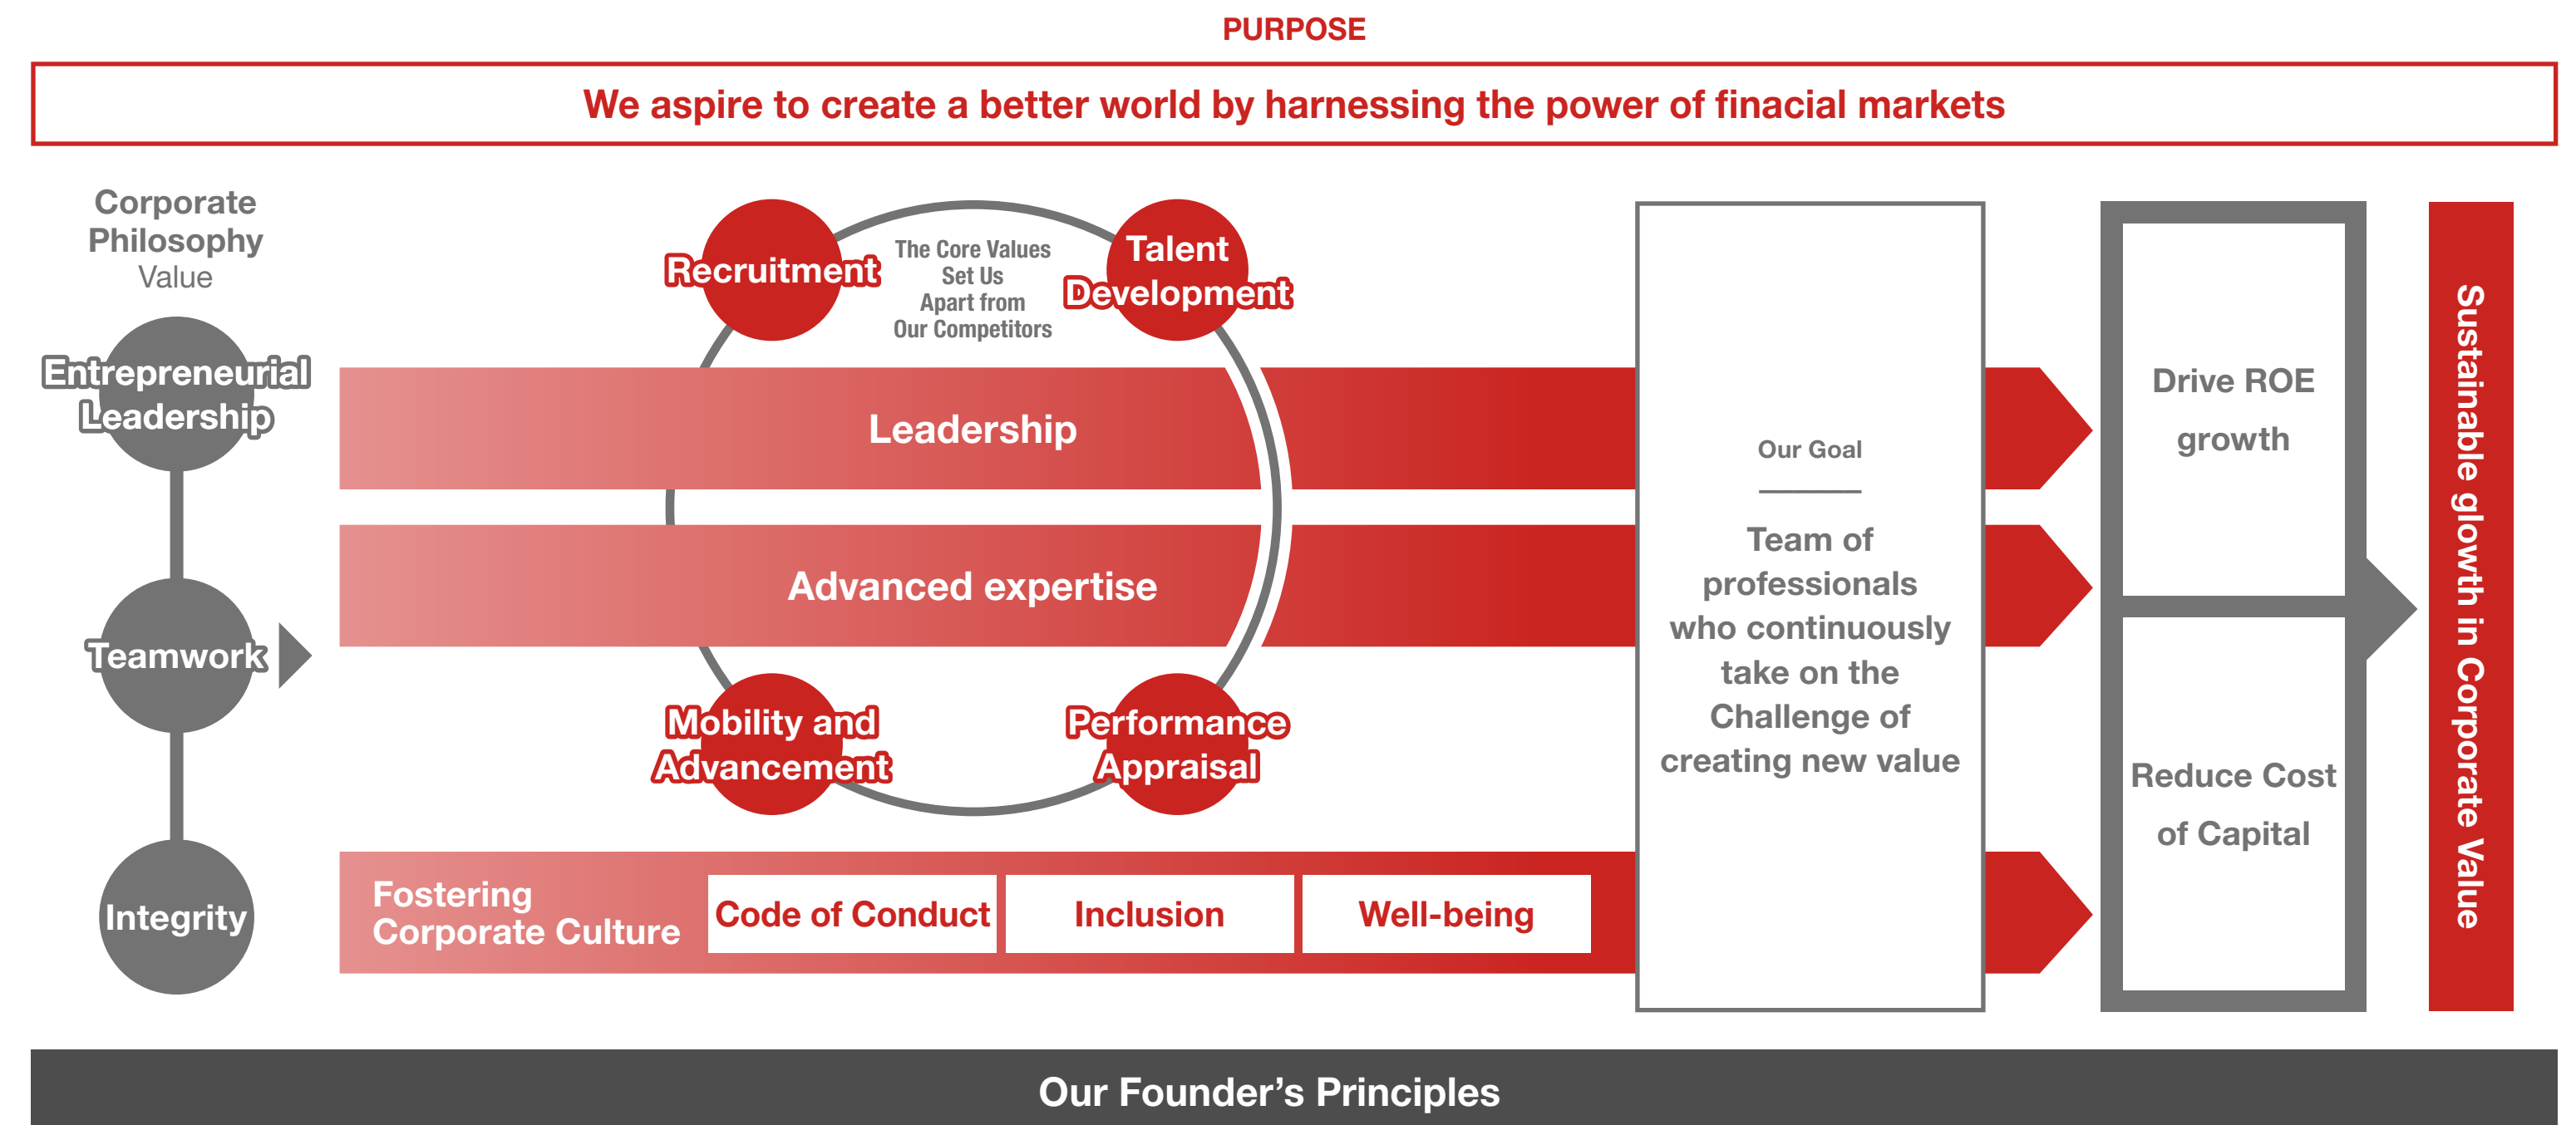 PURPOSE
We aspire to create a better world by harnessing the power of finacial markets
Corporate
Philosophy
Value
Entrepreneurial
Leadership
Teamwork
Integrity
Recruitment
The Core Values
Set Us
Apart from
Our Competitors
Talent
Development
Leadership
Advanced expertise
Mobility and
Advancement
Performance
Appraisal
Fostering
Corporate Culture
Code of Conduct
Inclusion
Well-being
Our Goal
Team of
professionals
who continuously
take on the
Challenge of
creating new value
Drive ROE
growth
Reduce Cost
of Capital
Sustainable glowth in Corporate Value
Our Founder’s Principles